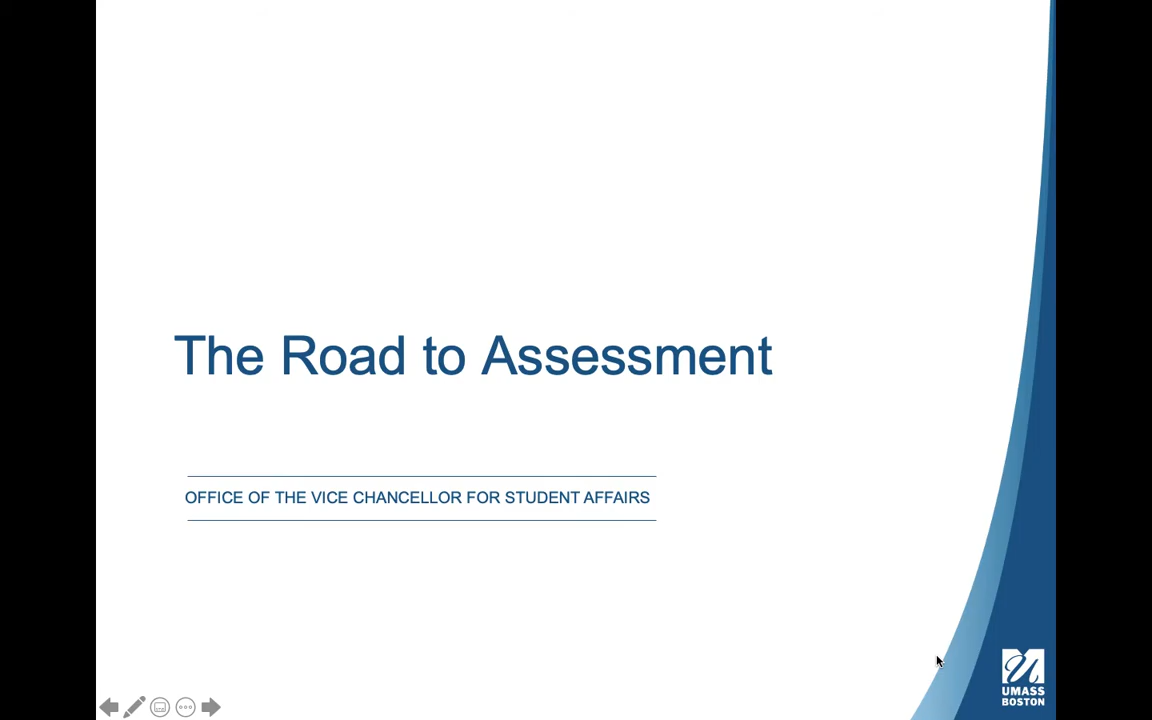 The Road to Assessment
OFFICE OF THE VICE CHANCELLOR FOR STUDENT AFFAIRS
UMASS
BOSTON